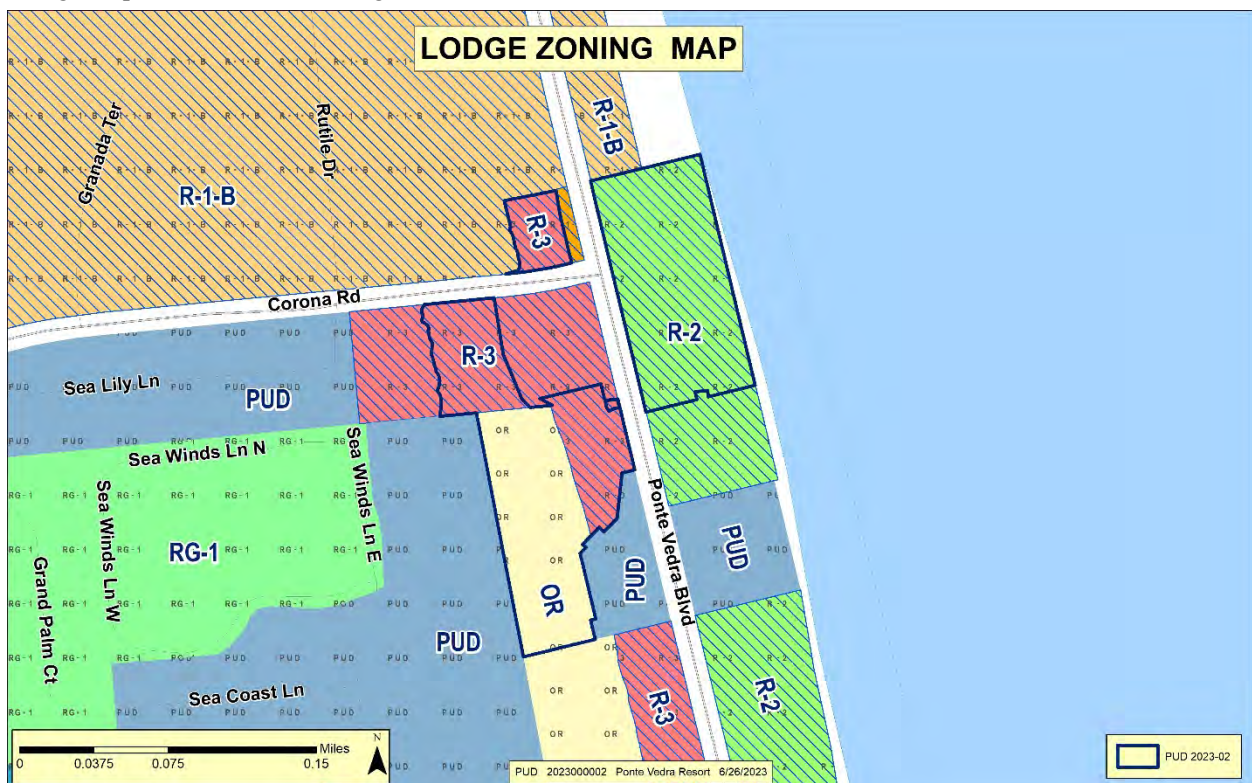 LODGE ZONING MAP
Granada Ter
Rutile Dr
R-1-B
R-1-B
R-3
Corona Rd
R-2
R-3
Sea Lily Ln
PUD
Sea Winds Ln N
Sea Winds Ln W
Sea Winds Ln E
RG-1
Grand Palm Ct
OR
PUD
Ponte Vedra Blvd
PUD
PUD
Sea Coast Ln
R-3
R-2
Miles
0 0.0375 0.075 0.15
N
PUD 2023000002 Ponte Vedra Resort 6/26/2023
PUD 2023-02